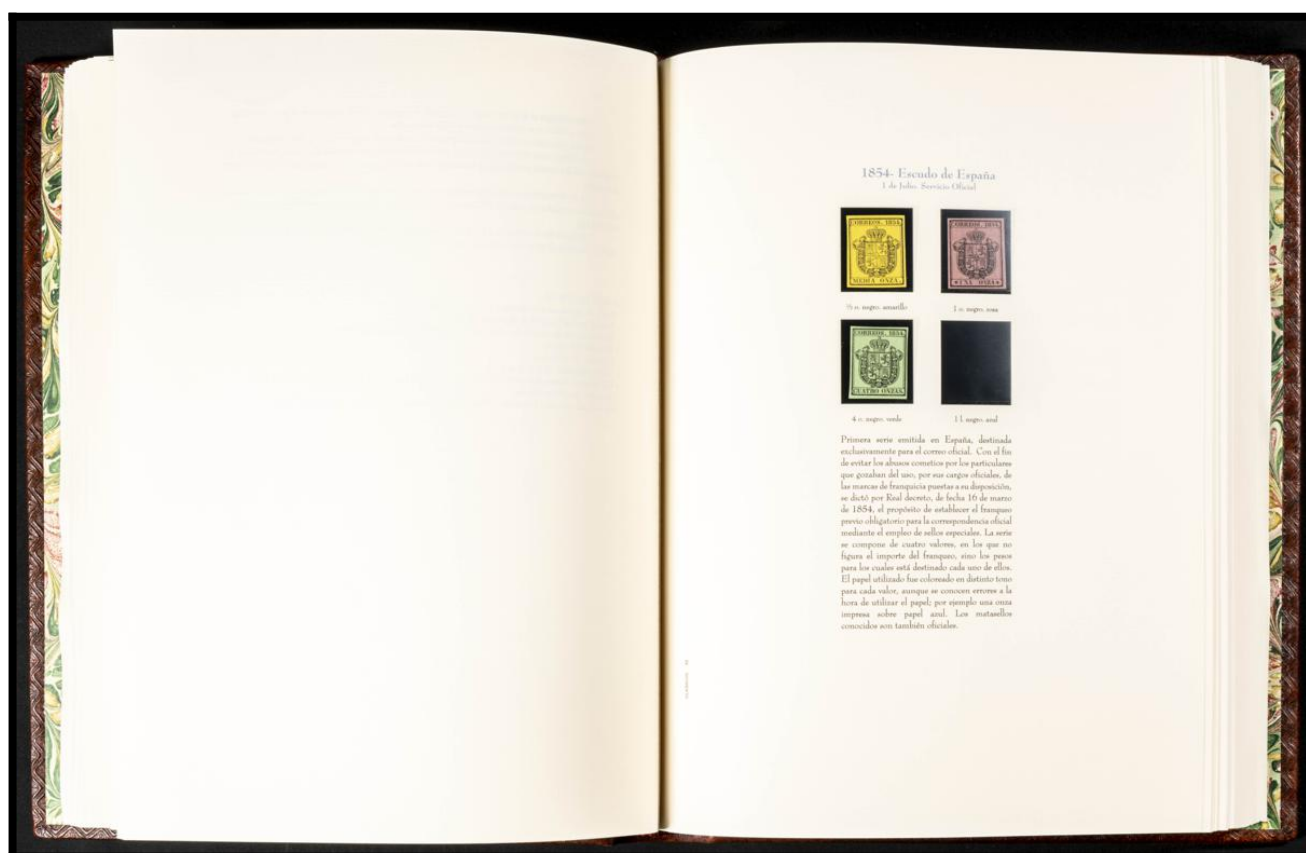 1854- Escudo de España
1 de Julio. Servicio Oficial
CORREOS. 1854.
MEDIA ONZA.
CORREOS. 1854.
UNA ONZA
½ o. negro. amarillo
1 o. negro. rosa
CORREOS. 1854.
CUATRO ONZAS.
4 o. negro. verde
1 l. negro. azul
Primera serie emitida en España, destinada
exclusivamente para el correo oficial. Con el fin
de evitar los abusos cometios por los particulares
que gozaban del uso, por sus cargos oficiales, de
las marcas de franquicia puestas a su disposición,
se dictó por Real decreto, de fecha 16 de marzo
de 1854, el propósito de establecer el franqueo
previo obligatorio para la correspondencia oficial
mediante el empleo de sellos especiales. La serie
se compone de cuatro valores, en los que no
figura el importe del franqueo, sino los pesos
para los cuales está destinado cada uno de ellos.
El papel utilizado fue coloreado en distinto tono
para cada valor, aunque se conocen errores a la
hora de utilizar el papel; por ejemplo una onza
impresa sobre papel azul. Los matasellos
conocidos son también oficiales.